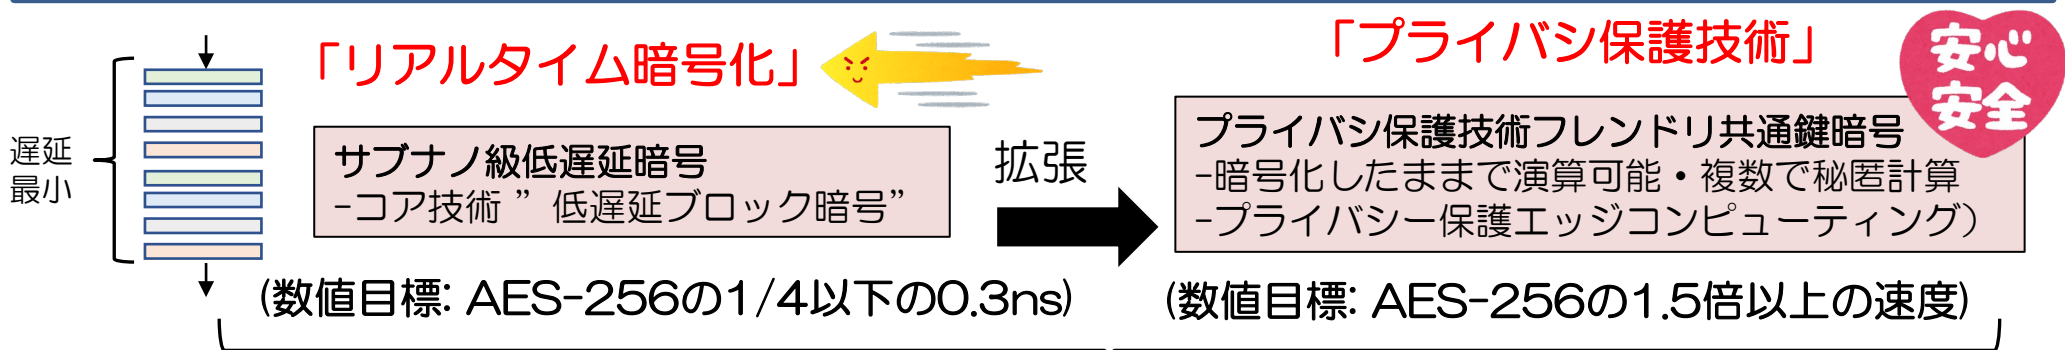 遅延
最小
「リアルタイム暗号化」
サブナノ級低遅延暗号
-コア技術 ”低遅延ブロック暗号”
(数値目標: AES-256の1/4以下の0.3ns)
拡張
「プライバシ保護技術」
安心
安全
プライバシ保護技術フレンドリ共通鍵暗号
-暗号化したままで演算可能・複数で秘匿計算
-プライバシー保護エッジコンピューティング）
(数値目標: AES-256の1.5倍以上の速度)